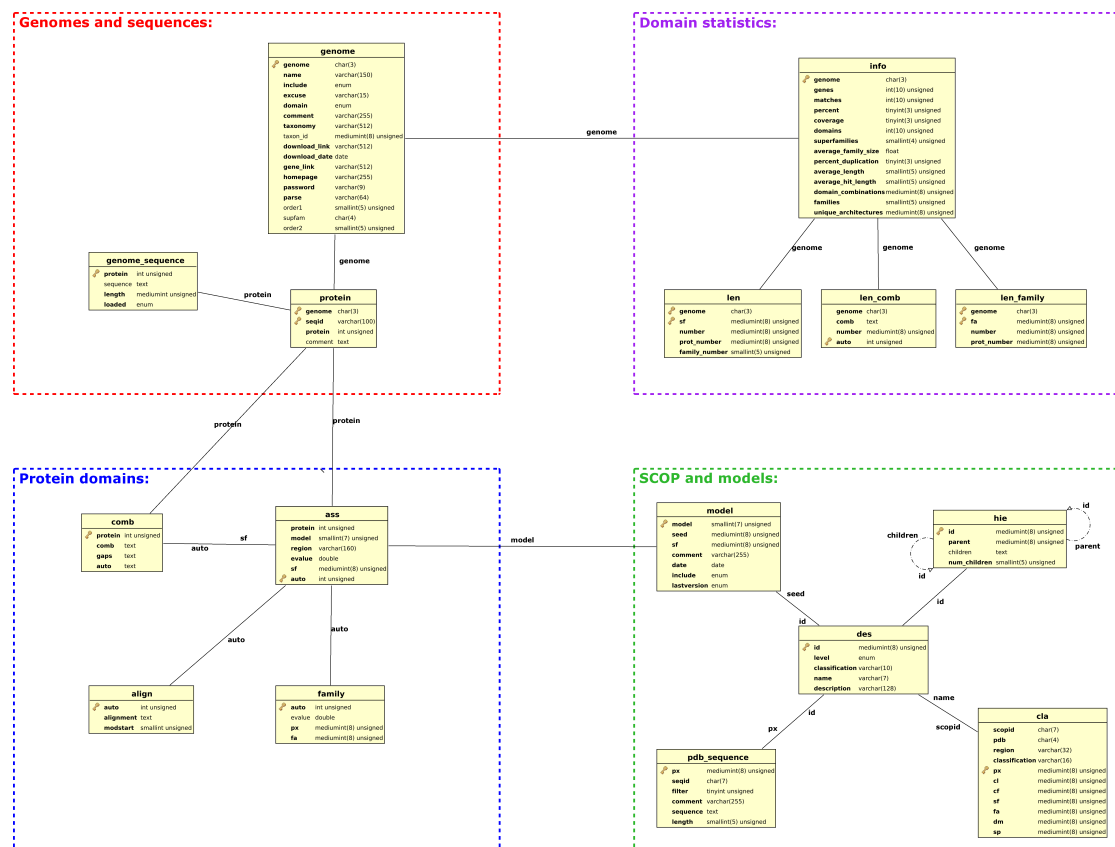 Genomes and sequences:
genome
genome char(3)
name varchar(150)
include enum
excuse varchar(15)
domain enum
comment varchar(255)
taxonomy varchar(512)
taxon_id mediumint(8) unsigned
download_link varchar(512)
download_date date
gene_link varchar(512)
homepage varchar(255)
password varchar(9)
parse varchar(64)
order1 smallint(5) unsigned
supfam char(4)
order2 smallint(5) unsigned
genome
genome
genome_sequence
protein int unsigned
sequence text
length mediumint unsigned
loaded enum
protein
protein
genome char(3)
seqid varchar(100)
protein int unsigned
comment text
protein
protein
Domain statistics:
info
genome char(3)
genes int(10) unsigned
matches int(10) unsigned
percent tinyint(3) unsigned
coverage tinyint(3) unsigned
domains int(10) unsigned
superfamilies smallint(4) unsigned
average_family_size float
percent_duplication tinyint(3) unsigned
average_length smallint(5) unsigned
average_hit_length smallint(5) unsigned
domain_combinations mediumint(8) unsigned
families smallint(5) unsigned
unique_architectures mediumint(8) unsigned
genome
genome
genome
len
genome char(3)
sf mediumint(8) unsigned
number mediumint(8) unsigned
prot_number mediumint(8) unsigned
family_number smallint(5) unsigned
len_comb
genome char(3)
comb text
number mediumint(8) unsigned
auto int unsigned
len_family
genome char(3)
fa mediumint(8) unsigned
number mediumint(8) unsigned
prot_number mediumint(8) unsigned
Protein domains:
comb
protein int unsigned
comb text
gaps text
auto text
sf
auto
ass
protein int unsigned
model smallint(7) unsigned
region varchar(160)
evalue double
sf mediumint(8) unsigned
auto int unsigned
model
auto
auto
align
auto int unsigned
alignment text
modstart smallint unsigned
family
auto int unsigned
evalue double
px mediumint(8) unsigned
fa mediumint(8) unsigned
SCOP and models:
model
model smallint(7) unsigned
seed mediumint(8) unsigned
sf mediumint(8) unsigned
comment varchar(255)
date date
include enum
lastversion enum
seed
id
hie
id mediumint(8) unsigned
parent mediumint(8) unsigned
children text
num_children smallint(5) unsigned
id
parent
children
id
id
des
id mediumint(8) unsigned
level enum
classification varchar(10)
name varchar(7)
description varchar(128)
id
px
name
scopid
pdb_sequence
px mediumint(8) unsigned
seqid char(7)
filter tinyint unsigned
comment varchar(255)
sequence text
length smallint(5) unsigned
cla
scopid char(7)
pdb char(4)
region varchar(32)
classification varchar(16)
px mediumint(8) unsigned
cl mediumint(8) unsigned
cf mediumint(8) unsigned
sf mediumint(8) unsigned
fa mediumint(8) unsigned
dm mediumint(8) unsigned
sp mediumint(8) unsigned